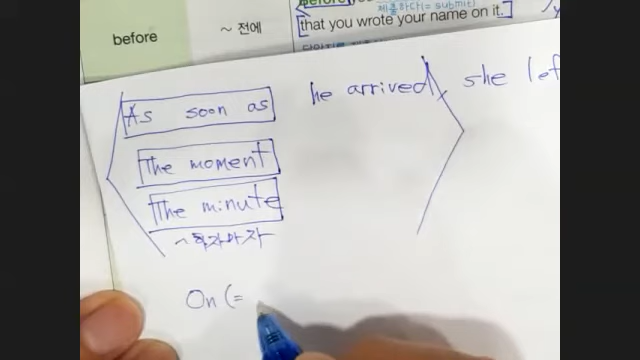 before
~ 전에
제출하다(= submit)
that you wrote your name on it.
As soon as he arrived, she lef
The moment
The minute
~하자마자
On (=